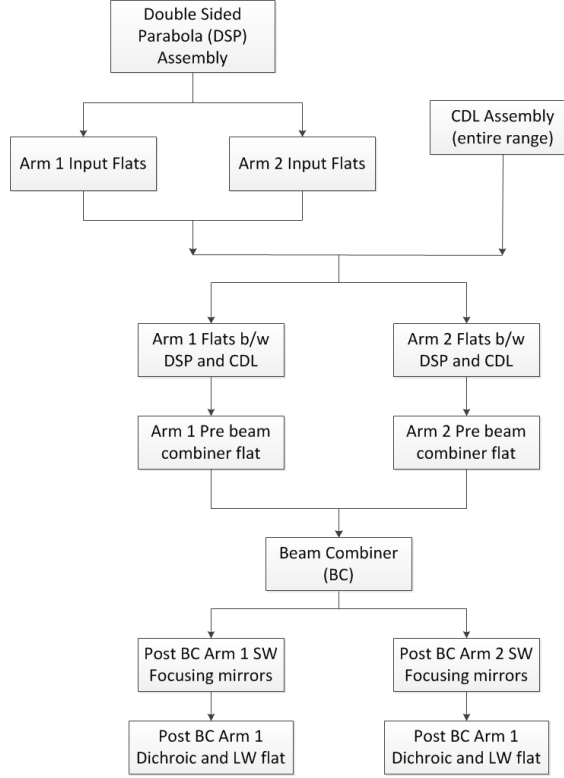 Double Sided
Parabola (DSP)
Assembly
CDL Assembly
(entire range)
Arm 1 Input Flats
Arm 2 Input Flats
Arm 1 Flats b/w
DSP and CDL
Arm 2 Flats b/w
DSP and CDL
Arm 1 Pre beam
combiner flat
Arm 2 Pre beam
combiner flat
Beam Combiner
(BC)
Post BC Arm 1 SW
Focusing mirrors
Post BC Arm 2 SW
Focusing mirrors
Post BC Arm 1
Dichroic and LW flat
Post BC Arm 1
Dichroic and LW flat